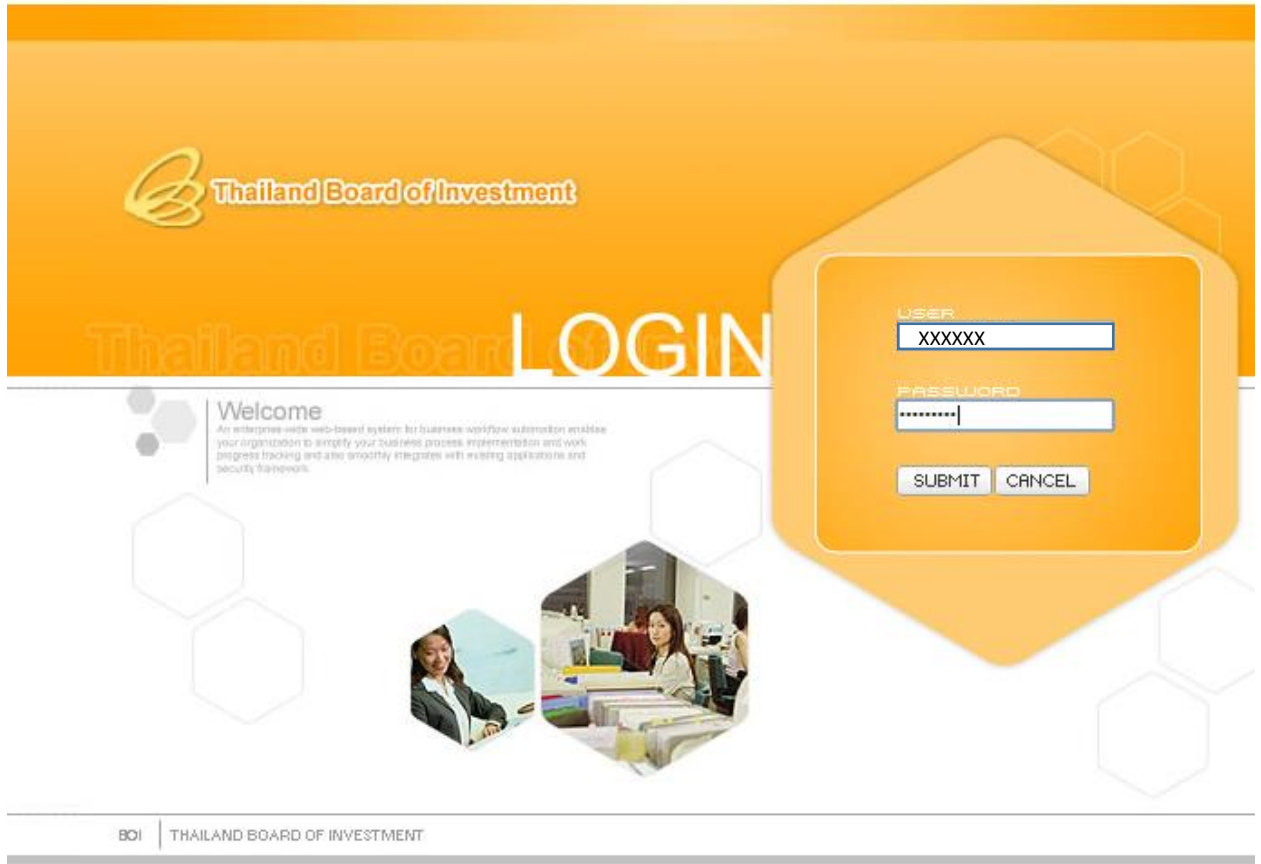 Thailand Board of Investment
Thailand Board of Inve
LOGIN
USER
XXXXXX
PASSWORD
•••••••••
SUBMIT CANCEL
Welcome
An enterprise-wide web-based system for business workflow automation enables
your organization to simplify your business process implementation and work
progress tracking and also smoothly integrates with existing applications and
security framework.
BOI THAILAND BOARD OF INVESTMENT